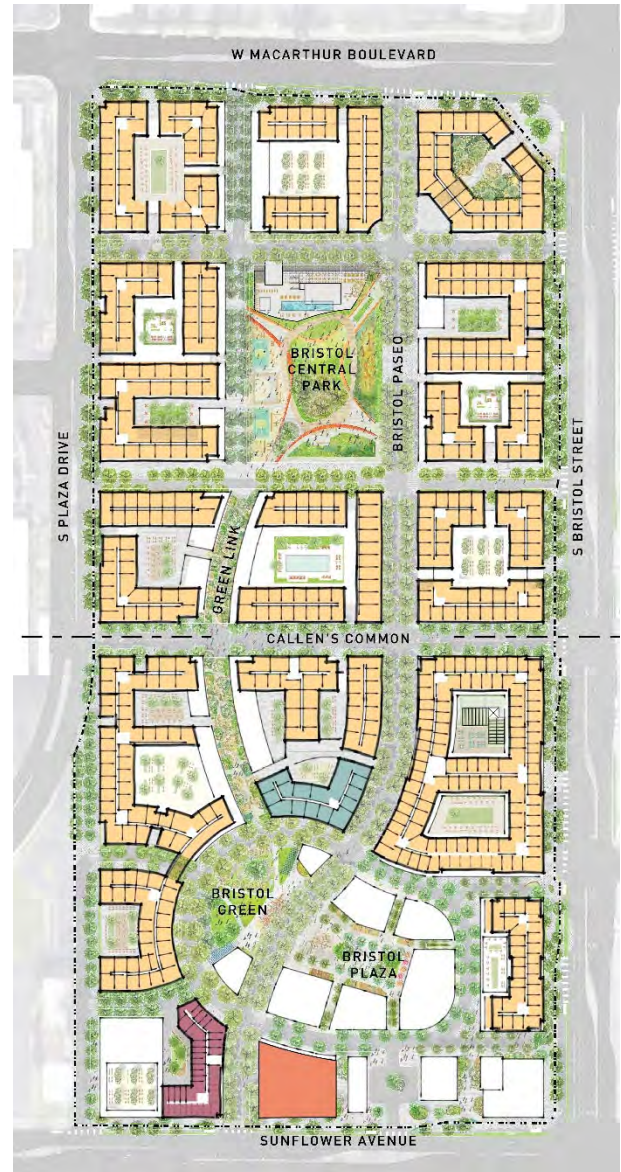 W MACARTHUR BOULEVARD
BRISTOL
CENTRAL
PARK
BRISTOL PASEO
S PLAZA DRIVE
S BRISTOL STREET
GREEN LINK
CALLEN'S COMMON
BRISTOL
GREEN
BRISTOL
PLAZA
SUNFLOWER AVENUE